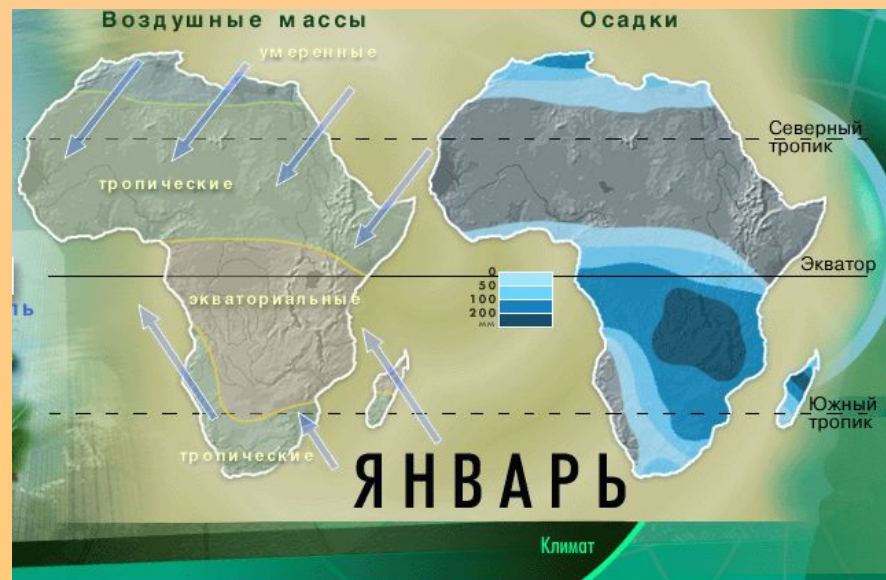 Воздушные массы
Осадки
умеренные
Северный
тропик
тропические
Экватор
0
50
100
200
мм
экваториальные
Южный
тропик
тропические
ЯНВАРЬ
Климат